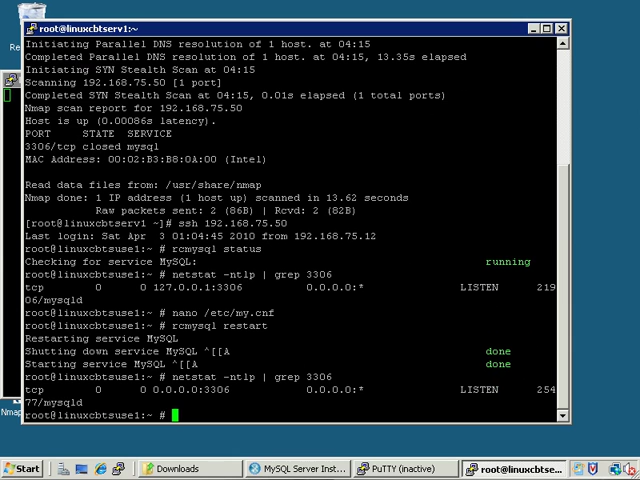 root@linuxcbtserv1:~
Re
Initiating Parallel DNS resolution of 1 host. at 04:15
Completed Parallel DNS resolution of 1 host. at 04:15, 13.35s elapsed
Initiating SYN Stealth Scan at 04:15
Scanning 192.168.75.50 [1 port]
Completed SYN Stealth Scan at 04:15, 0.01s elapsed (1 total ports)
Nmap scan report for 192.168.75.50
Host is up (0.00086s latency).
PORT     STATE  SERVICE
3306/tcp closed mysql
MAC Address: 00:02:B3:B8:0A:00 (Intel)
Read data files from: /usr/share/nmap
Nmap done: 1 IP address (1 host up) scanned in 13.62 seconds
Raw packets sent: 2 (86B) | Rcvd: 2 (82B)
[root@linuxcbtserv1 ~]# ssh 192.168.75.50
Last login: Sat Apr  3 01:04:45 2010 from 192.168.75.12
root@linuxcbtsuse1:~ # rcmysql status
Checking for service MySQL: running
root@linuxcbtsuse1:~ # netstat -ntlp | grep 3306
tcp        0      0 127.0.0.1:3306          0.0.0.0:*               LISTEN      219
06/mysqld
root@linuxcbtsuse1:~ # nano /etc/my.cnf
root@linuxcbtsuse1:~ # rcmysql restart
Restarting service MySQL
Shutting down service MySQL ^[[A done
Starting service MySQL ^[[A done
root@linuxcbtsuse1:~ # netstat -ntlp | grep 3306
tcp        0      0 0.0.0.0:3306            0.0.0.0:*               LISTEN      254
77/mysqld
root@linuxcbtsuse1:~ #
Nma
Start Downloads MySQL Server Inst... PuTTY (inactive) root@linuxcbtse...